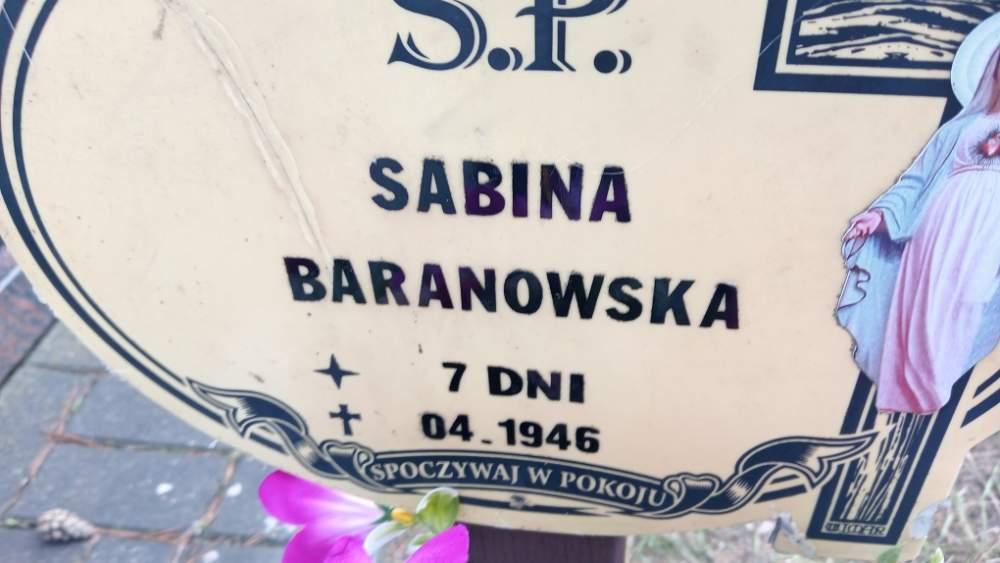 S.P.
SABINA
BARANOWSKA
7 DNI
04.1946
SPOCZYWAJ W POKOJU